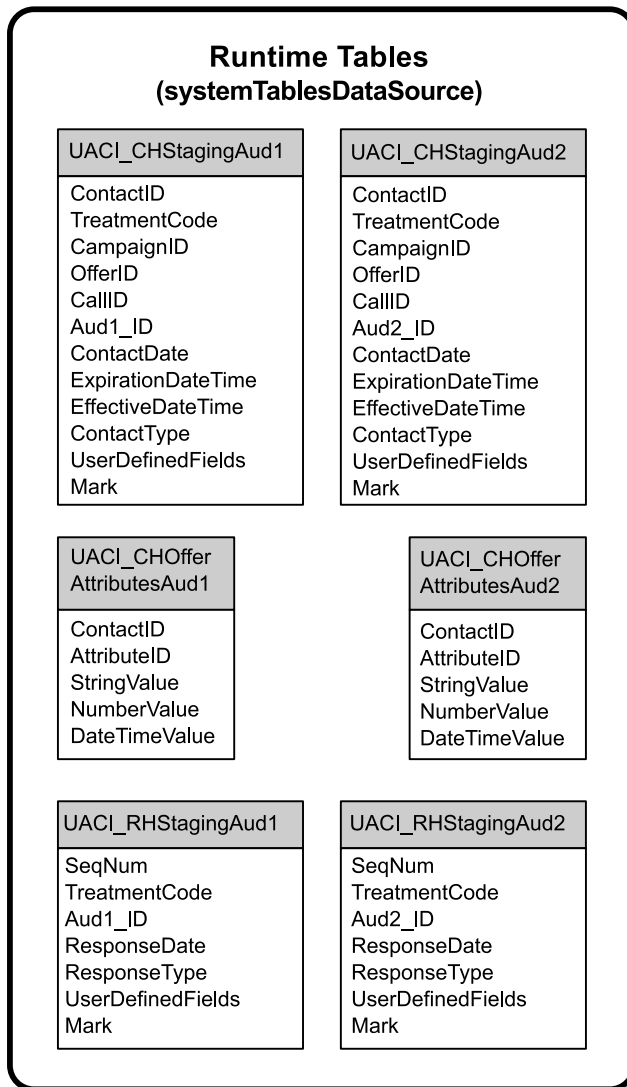 Runtime Tables
(systemTablesDataSource)
UACI_CHStagingAud1
ContactID
TreatmentCode
CampaignID
OfferID
CallID
Aud1_ID
ContactDate
ExpirationDateTime
EffectiveDateTime
ContactType
UserDefinedFields
Mark
UACI_CHStagingAud2
ContactID
TreatmentCode
CampaignID
OfferID
CallID
Aud2_ID
ContactDate
ExpirationDateTime
EffectiveDateTime
ContactType
UserDefinedFields
Mark
UACI_CHOffer
AttributesAud1
ContactID
AttributeID
StringValue
NumberValue
DateTimeValue
UACI_CHOffer
AttributesAud2
ContactID
AttributeID
StringValue
NumberValue
DateTimeValue
UACI_RHStagingAud1
SeqNum
TreatmentCode
Aud1_ID
ResponseDate
ResponseType
UserDefinedFields
Mark
UACI_RHStagingAud2
SeqNum
TreatmentCode
Aud2_ID
ResponseDate
ResponseType
UserDefinedFields
Mark